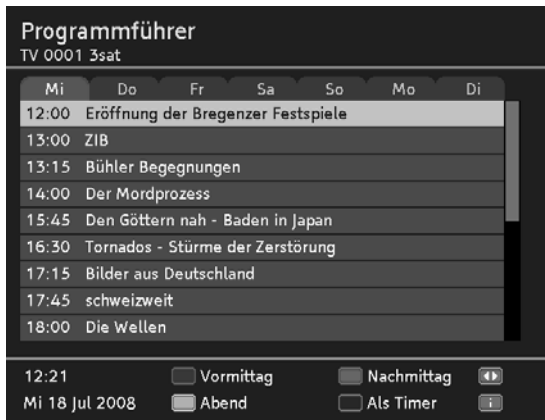 Programmführer
TV 0001 3sat
Mi Do Fr Sa So Mo Di
12:00 Eröffnung der Bregenzer Festspiele
13:00 ZIB
13:15 Bühler Begegnungen
14:00 Der Mordprozess
15:45 Den Göttern nah - Baden in Japan
16:30 Tornados - Stürme der Zerstörung
17:15 Bilder aus Deutschland
17:45 schweizweit
18:00 Die Wellen
12:21 Vormittag Nachmittag
Mi 18 Jul 2008 Abend Als Timer i